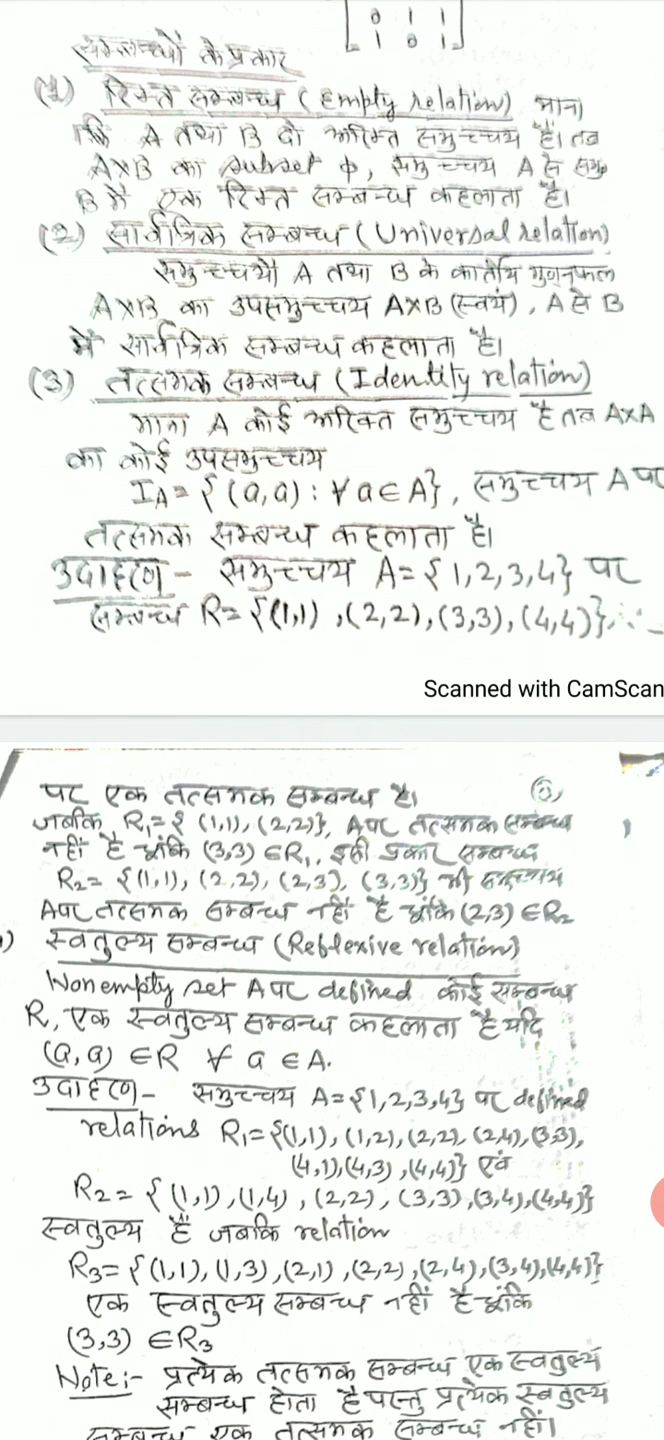 [0 1 1
1 0 1]
सम्बन्धों के प्रकार
(1) रिक्त सम्बन्ध (Empty relation) माना
कि A तथा B दो अरिक्त समुच्चय हैं। तब
A×B का subset ϕ, समुच्चय A से समु
B में एक रिक्त सम्बन्ध कहलाता है।
(2) सार्वत्रिक सम्बन्ध (Universal relation)
समुच्चयों A तथा B के कार्तीय गुणनफल
A×B का उपसमुच्चय A×B (स्वयं), A से B
में सार्वत्रिक सम्बन्ध कहलाता है।
(3) तत्समक सम्बन्ध (Identity relation)
माना A कोई अरिक्त समुच्चय है तब A×A
का कोई उपसमुच्चय
I_A = {(a,a) : ∀ a ∈ A}, समुच्चय A पर
तत्समक सम्बन्ध कहलाता है।
उदाहरण - समुच्चय A = {1,2,3,4} पर
सम्बन्ध R = {(1,1), (2,2), (3,3), (4,4)},
Scanned with CamScan
पर एक तत्समक सम्बन्ध है।
जबकि R₁ = {(1,1), (2,2)}, A पर तत्समक सम्बन्ध
नहीं है क्योंकि (3,3) ∈ R₁, इसी प्रकार सम्बन्ध
R₂ = {(1,1), (2,2), (2,3), (3,3)} भी
A पर तत्समक सम्बन्ध नहीं है क्योंकि (2,3) ∈ R₂
) स्वतुल्य सम्बन्ध (Reflexive relation)
Non empty set A पर defined कोई सम्बन्ध
R, एक स्वतुल्य सम्बन्ध कहलाता है यदि
(a, a) ∈ R ∀ a ∈ A.
उदाहरण - समुच्चय A = {1,2,3,4} पर defined
relations R₁ = {(1,1), (1,2), (2,2), (2,4), (3,3),
(4,1), (4,3), (4,4)} एवं
R₂ = {(1,1), (1,4), (2,2), (3,3), (3,4), (4,4)}
स्वतुल्य हैं जबकि relation
R₃ = {(1,1), (1,3), (2,1), (2,2), (2,4), (3,4), (4,4)}
एक स्वतुल्य सम्बन्ध नहीं है क्योंकि
(3,3) ∈ R₃
Note:- प्रत्येक तत्समक सम्बन्ध एक स्वतुल्य
सम्बन्ध होता है परन्तु प्रत्येक स्वतुल्य
सम्बन्ध एक तत्समक सम्बन्ध नहीं।